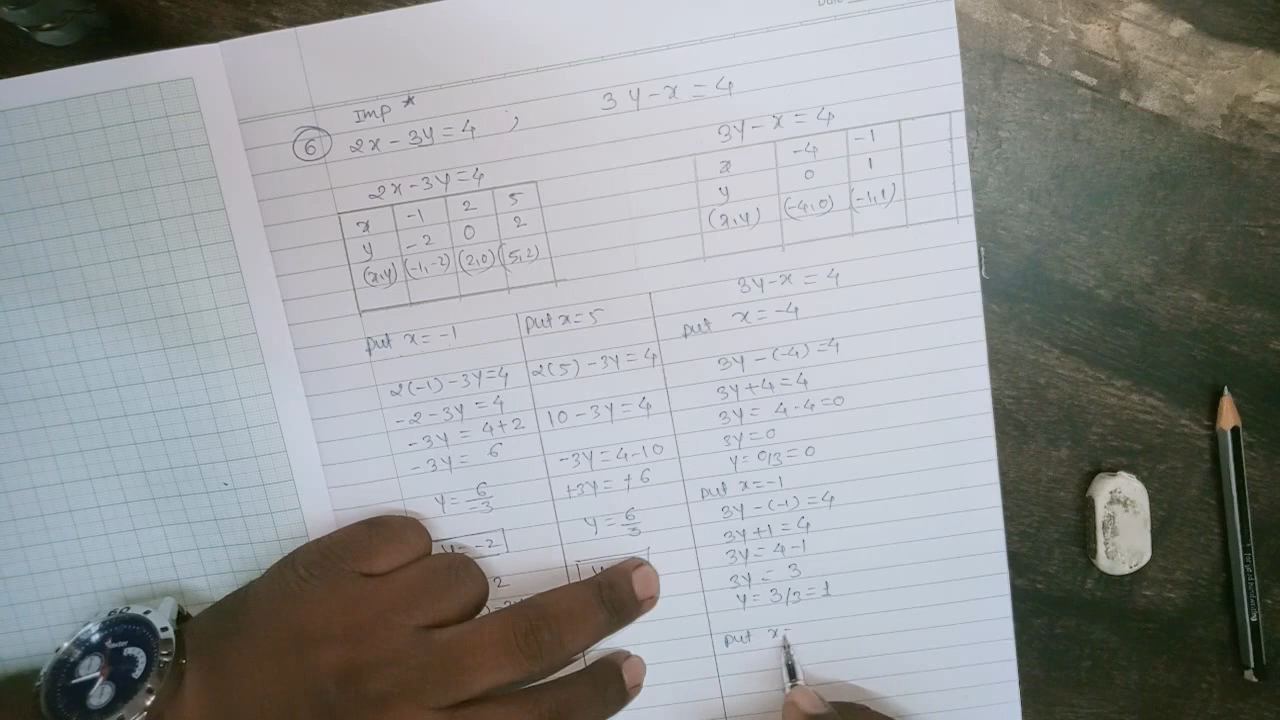 Imp *
6 2x - 3y = 4 ; 3y - x = 4
2x - 3y = 4
x -1 2 5
y -2 0 2
(x,y) (-1,-2) (2,0) (5,2)
3y - x = 4
x -4 -1
y 0 1
(x,y) (-4,0) (-1,1)
put x = -1
2(-1) - 3y = 4
-2 - 3y = 4
-3y = 4 + 2
-3y = 6
y = 6/-3
y = -2
2
put x = 5
2(5) - 3y = 4
10 - 3y = 4
-3y = 4 - 10
+3y = +6
y = 6/3
3y - x = 4
put x = -4
3y - (-4) = 4
3y + 4 = 4
3y = 4 - 4 = 0
3y = 0
y = 0/3 = 0
put x = -1
3y - (-1) = 4
3y + 1 = 4
3y = 4 - 1
3y = 3
y = 3/3 = 1
put x =